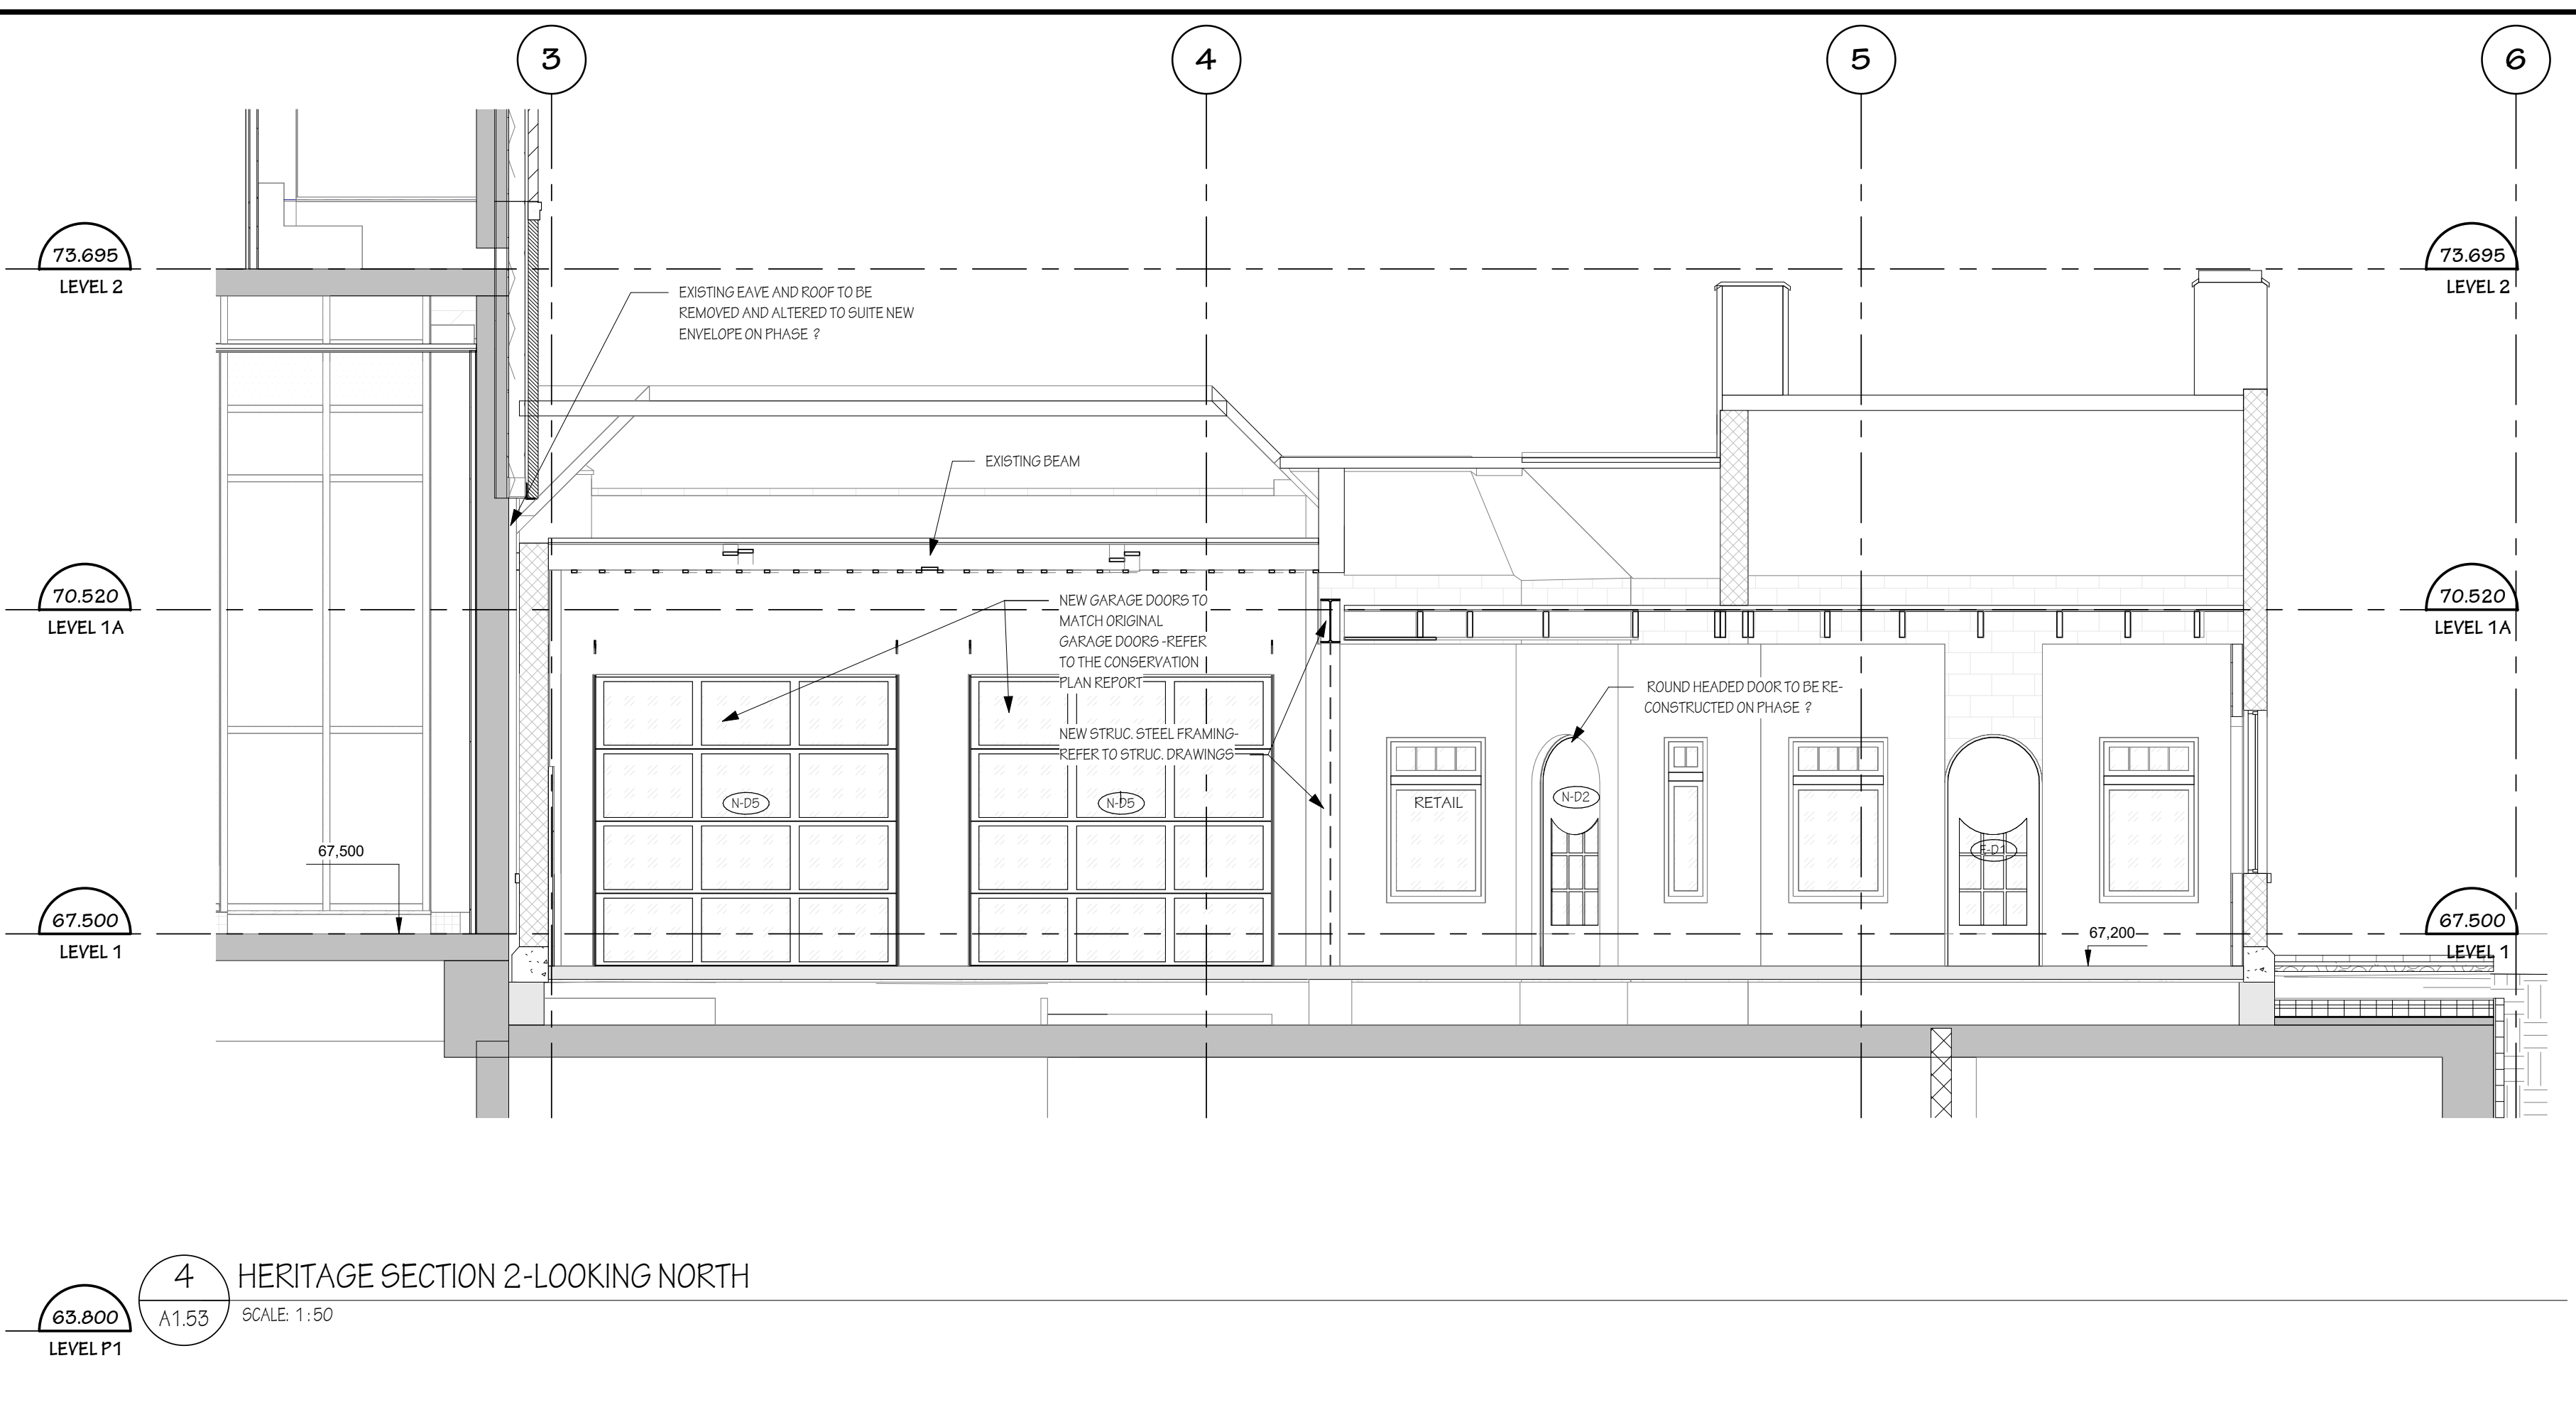 3
4
5
6
73.695
LEVEL 2
73.695
LEVEL 2
EXISTING EAVE AND ROOF TO BE
REMOVED AND ALTERED TO SUITE NEW
ENVELOPE ON PHASE ?
EXISTING BEAM
70.520
LEVEL 1A
70.520
LEVEL 1A
NEW GARAGE DOORS TO
MATCH ORIGINAL
GARAGE DOORS -REFER
TO THE CONSERVATION
PLAN REPORT
ROUND HEADED DOOR TO BE RE-
CONSTRUCTED ON PHASE ?
NEW STRUC. STEEL FRAMING-
REFER TO STRUC. DRAWINGS
N-D5
N-D5
RETAIL
N-D2
E-D1
67,500
67.500
LEVEL 1
67,200
67.500
LEVEL 1
4
A1.53
HERITAGE SECTION 2-LOOKING NORTH
SCALE: 1:50
63.800
LEVEL P1